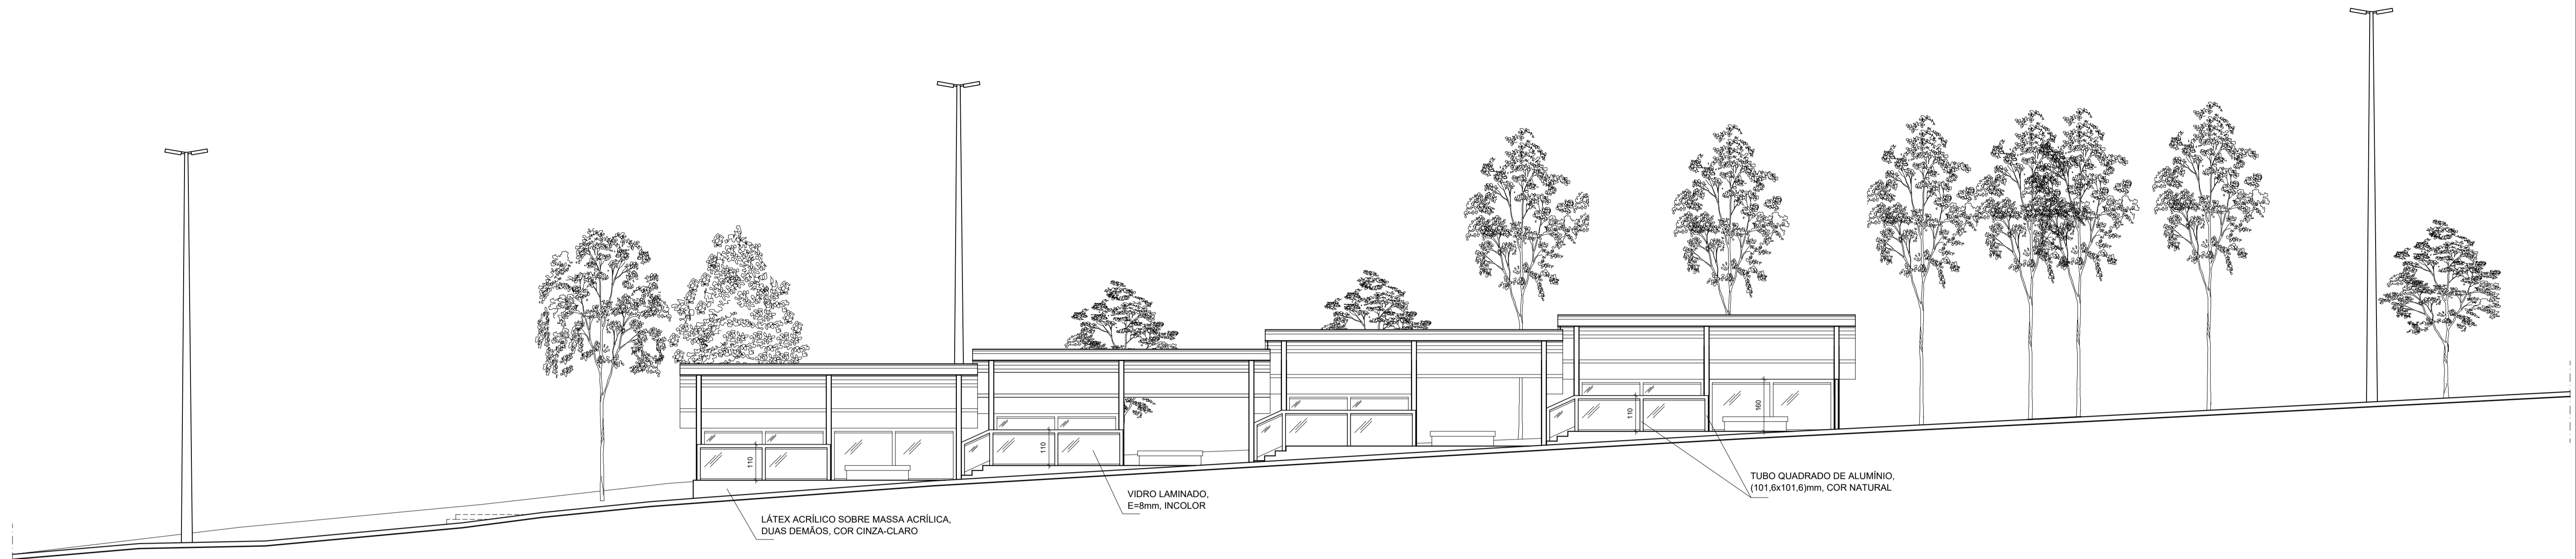 110
110
110
160
LÁTEX ACRÍLICO SOBRE MASSA ACRÍLICA,
DUAS DEMÃOS, COR CINZA-CLARO
VIDRO LAMINADO,
E=8mm, INCOLOR
TUBO QUADRADO DE ALUMÍNIO,
(101,6x101,6)mm, COR NATURAL